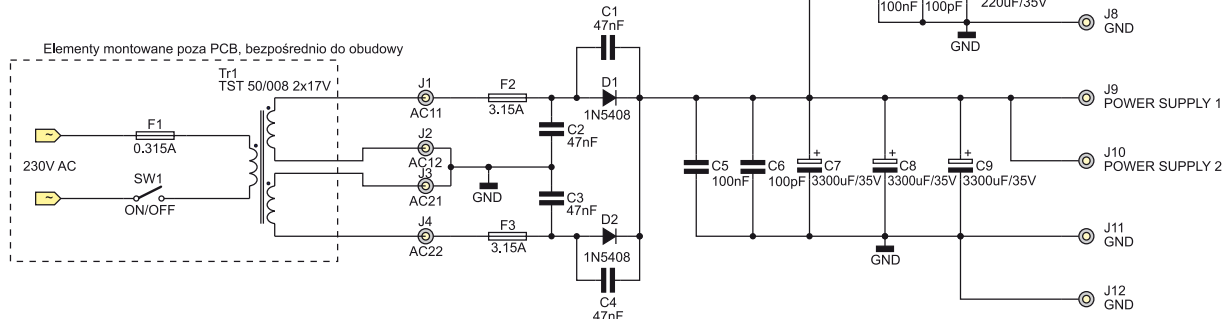 C1
47nF
100nF
100pF
220uF/35V
J8
GND
GND
Elementy montowane poza PCB, bezpośrednio do obudowy
Tr1
TST 50/008 2x17V
J1
AC11
F2
3.15A
D1
1N5408
J9
POWER SUPPLY 1
~
F1
0.315A
230V AC
SW1
ON/OFF
~
J2
AC12
J3
AC21
GND
C2
47nF
C3
47nF
C5
100nF
C6
100pF
+
C7
3300uF/35V
+
C8
3300uF/35V
+
C9
3300uF/35V
J10
POWER SUPPLY 2
J4
AC22
F3
3.15A
D2
1N5408
C4
47nF
GND
J11
GND
J12
GND